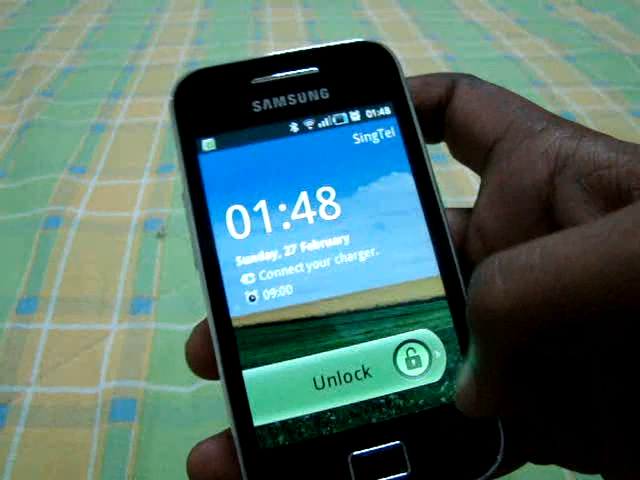 SAMSUNG
01:48
SingTel
01:48
Sunday, 27 February
Connect your charger.
09:00
Unlock